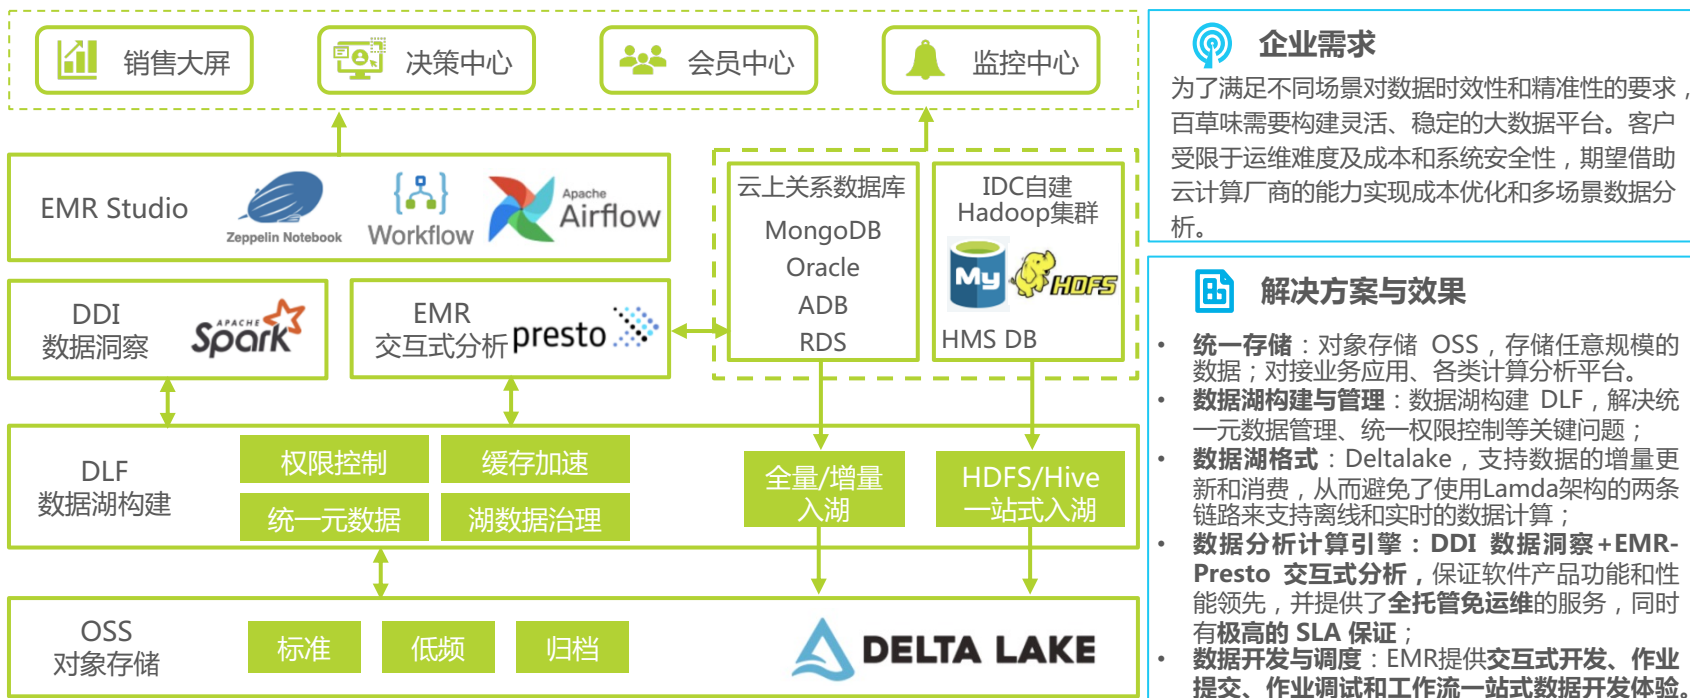 销售大屏
决策中心
会员中心
监控中心
EMR Studio
Zeppelin Notebook
Workflow
Apache
Airflow
云上关系数据库
MongoDB
Oracle
ADB
RDS
IDC自建
Hadoop集群
My
HDFS
HMS DB
DDI
数据洞察
APACHE
Spark
EMR
交互式分析
presto
DLF
数据湖构建
权限控制
缓存加速
统一元数据
湖数据治理
全量/增量
入湖
HDFS/Hive
一站式入湖
OSS
对象存储
标准
低频
归档
DELTA LAKE
企业需求
为了满足不同场景对数据时效性和精准性的要求，
百草味需要构建灵活、稳定的大数据平台。客户
受限于运维难度及成本和系统安全性，期望借助
云计算厂商的能力实现成本优化和多场景数据分
析。
解决方案与效果
• 统一存储：对象存储 OSS，存储任意规模的
数据；对接业务应用、各类计算分析平台。
• 数据湖构建与管理：数据湖构建 DLF，解决统
一元数据管理、统一权限控制等关键问题；
• 数据湖格式：Deltalake，支持数据的增量更
新和消费，从而避免了使用Lamda架构的两条
链路来支持离线和实时的数据计算；
• 数据分析计算引擎：DDI 数据洞察+EMR-
Presto 交互式分析，保证软件产品功能和性
能领先，并提供了全托管免运维的服务，同时
有极高的 SLA 保证；
• 数据开发与调度：EMR提供交互式开发、作业
提交、作业调试和工作流一站式数据开发体验。